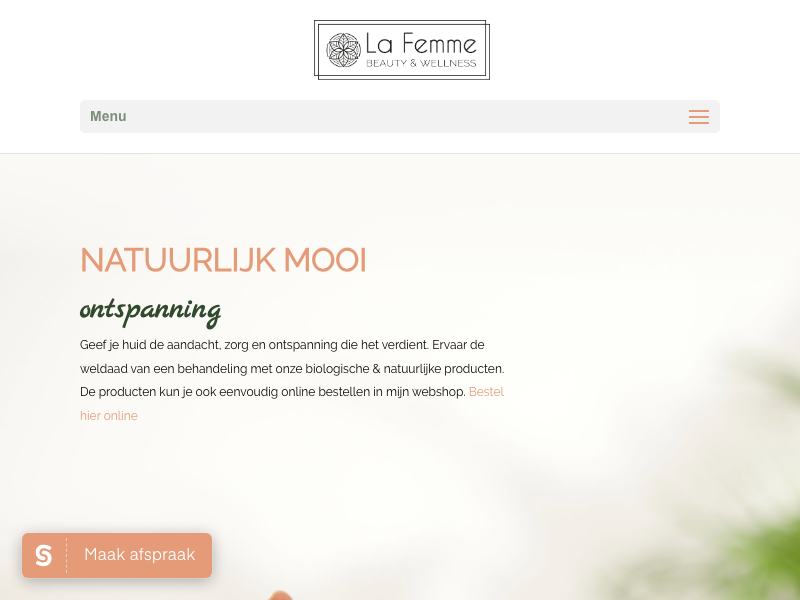 La Femme
BEAUTY & WELLNESS
Menu
NATUURLIJK MOOI
ontspanning
Geef je huid de aandacht, zorg en ontspanning die het verdient. Ervaar de
weldaad van een behandeling met onze biologische & natuurlijke producten.
De producten kun je ook eenvoudig online bestellen in mijn webshop. Bestel
hier online
S Maak afspraak